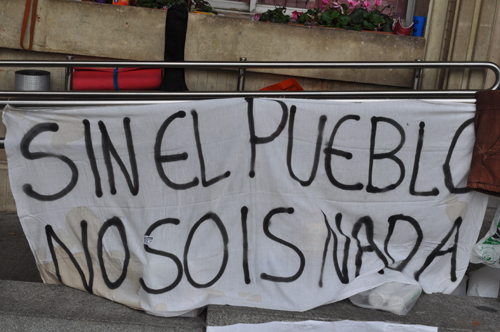 SIN EL PUEBLO
NO SOIS NADA